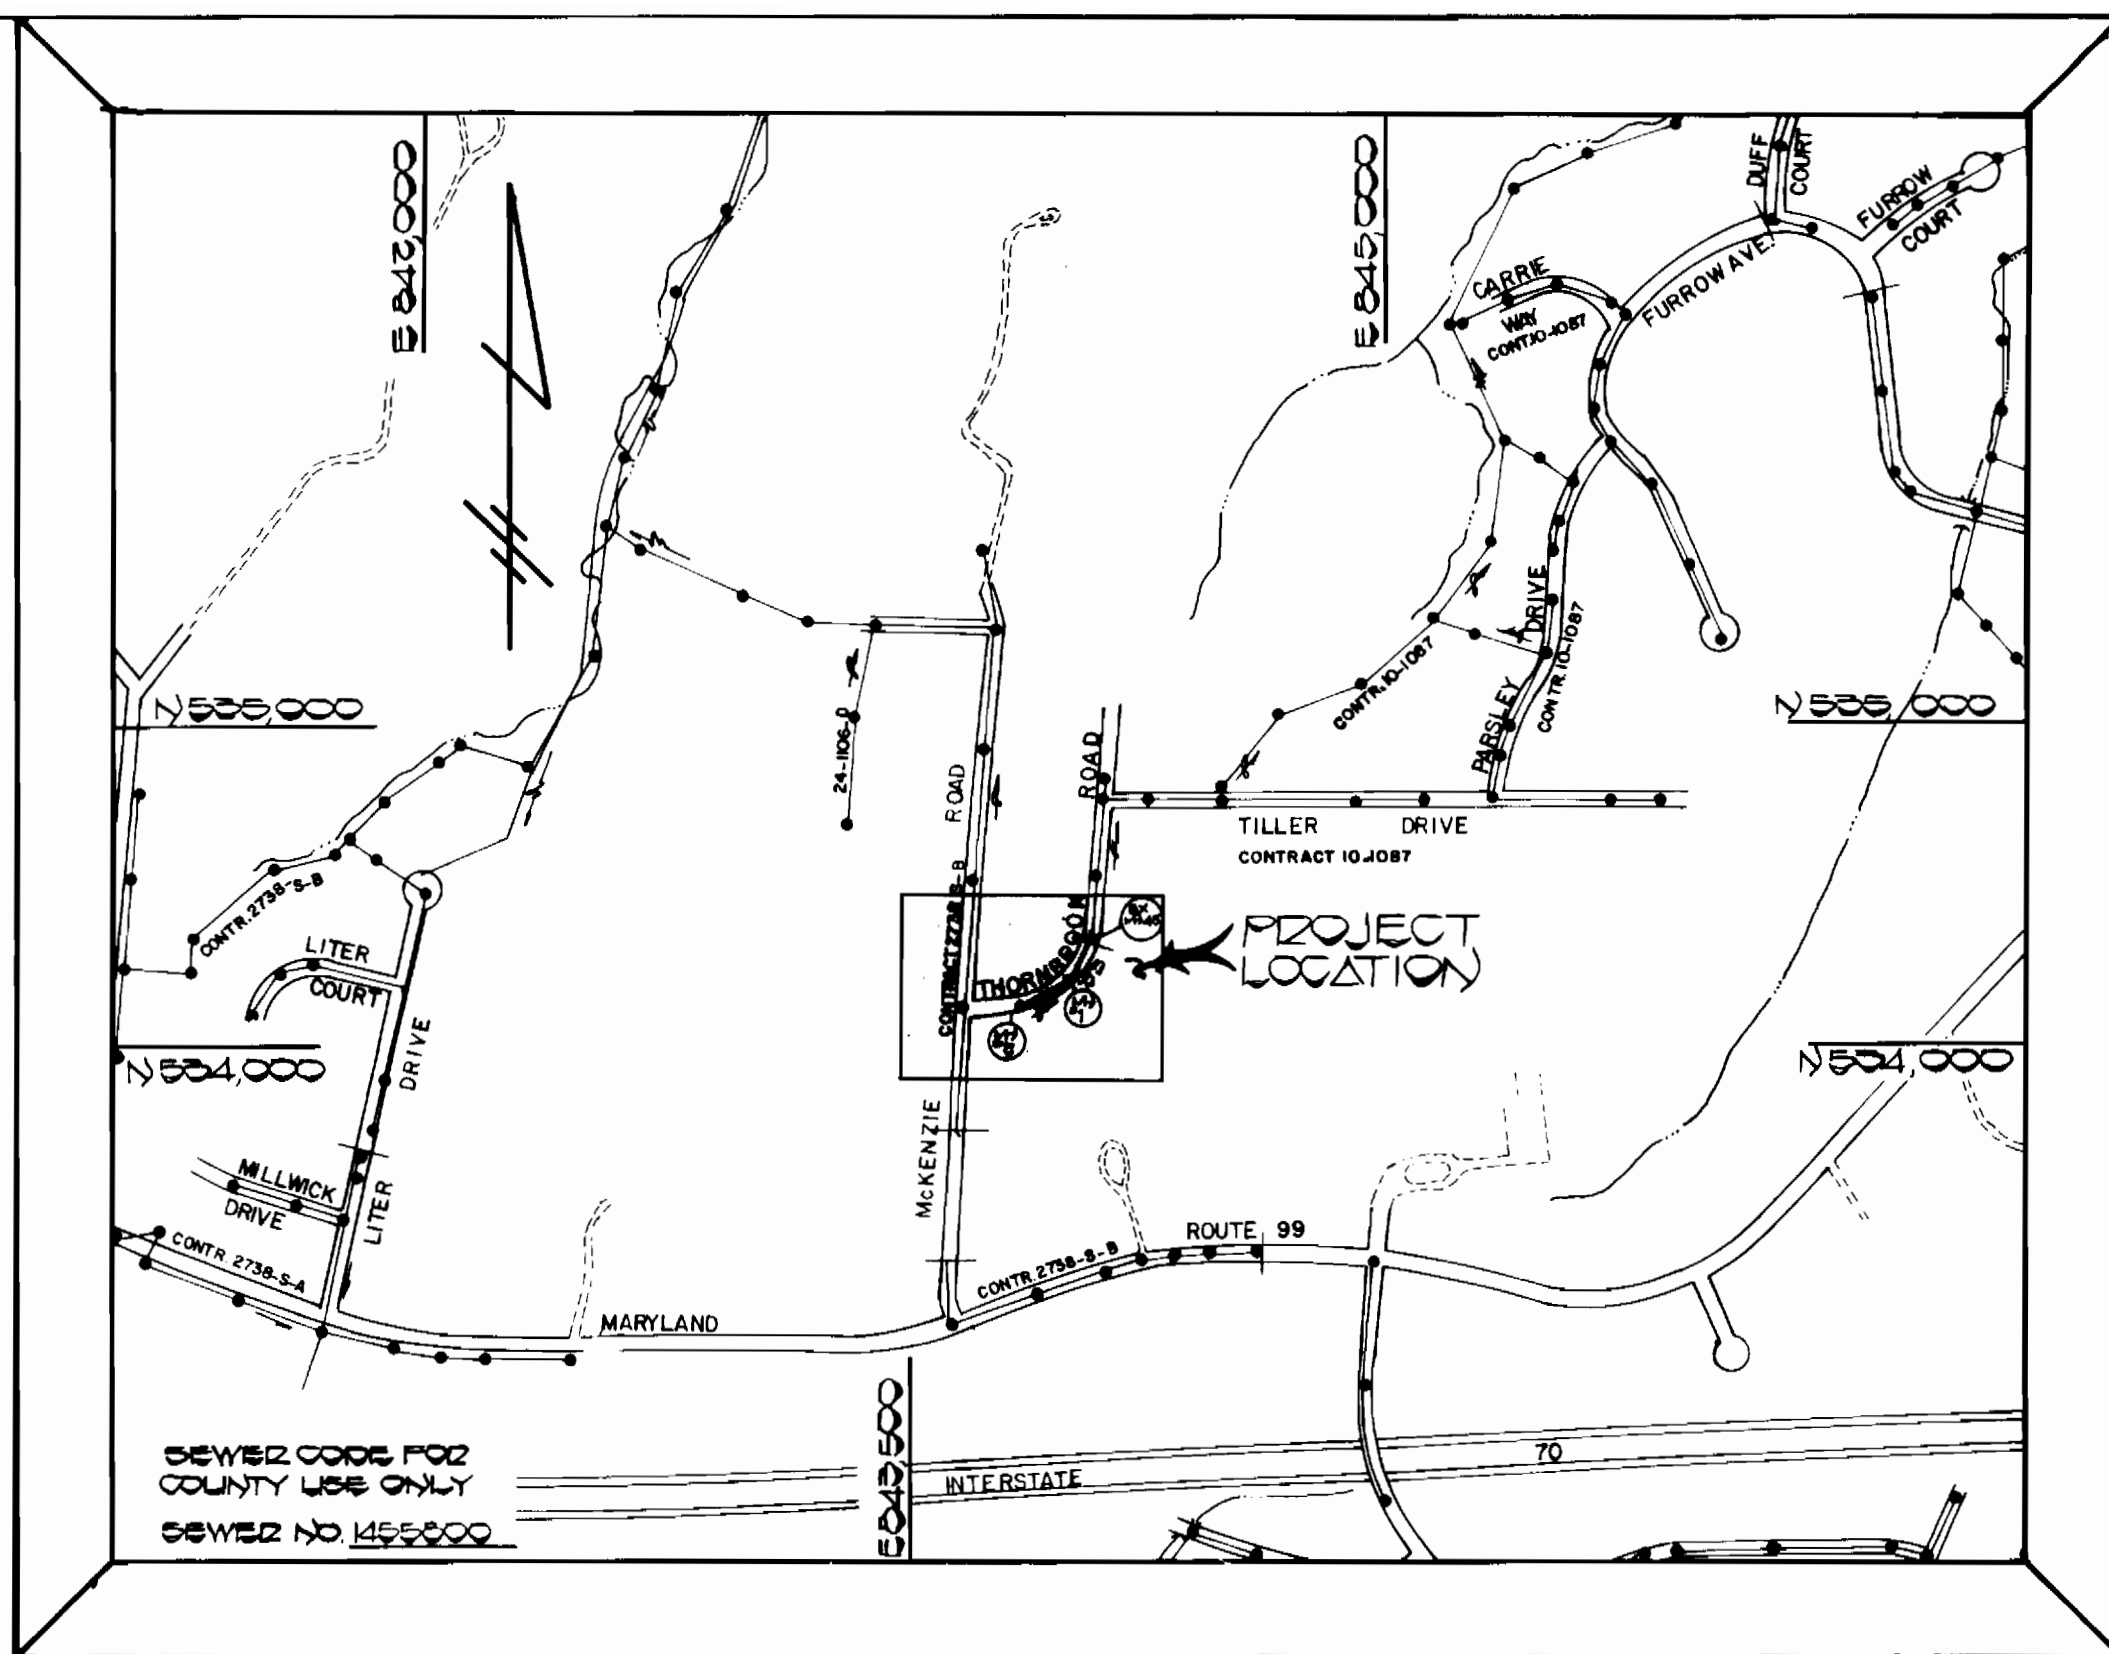 E 842,000
E 845,000
DUFF
COURT
FURROW
COURT
FURROW AVE.
CARRIE
WAY
CONT.10-1087
N 535,000
N 535,000
24-1106-D
ROAD
ROAD
CONTR. 10-1087
DRIVE
PARSLEY
CONTR. 10-1087
TILLER DRIVE
CONTRACT 10-1087
CONTR. 2738-S-B
LITER
COURT
DRIVE
LITER
THORNBROOK
PROJECT
LOCATION
N 534,000
N 534,000
McKENZIE
MILLWICK
DRIVE
CONTR. 2738-S-A
CONTR. 2738-S-B
ROUTE 99
MARYLAND
E 843,500
INTERSTATE
70
SEWER CODE FOR
COUNTY USE ONLY
SEWER NO. 1455800